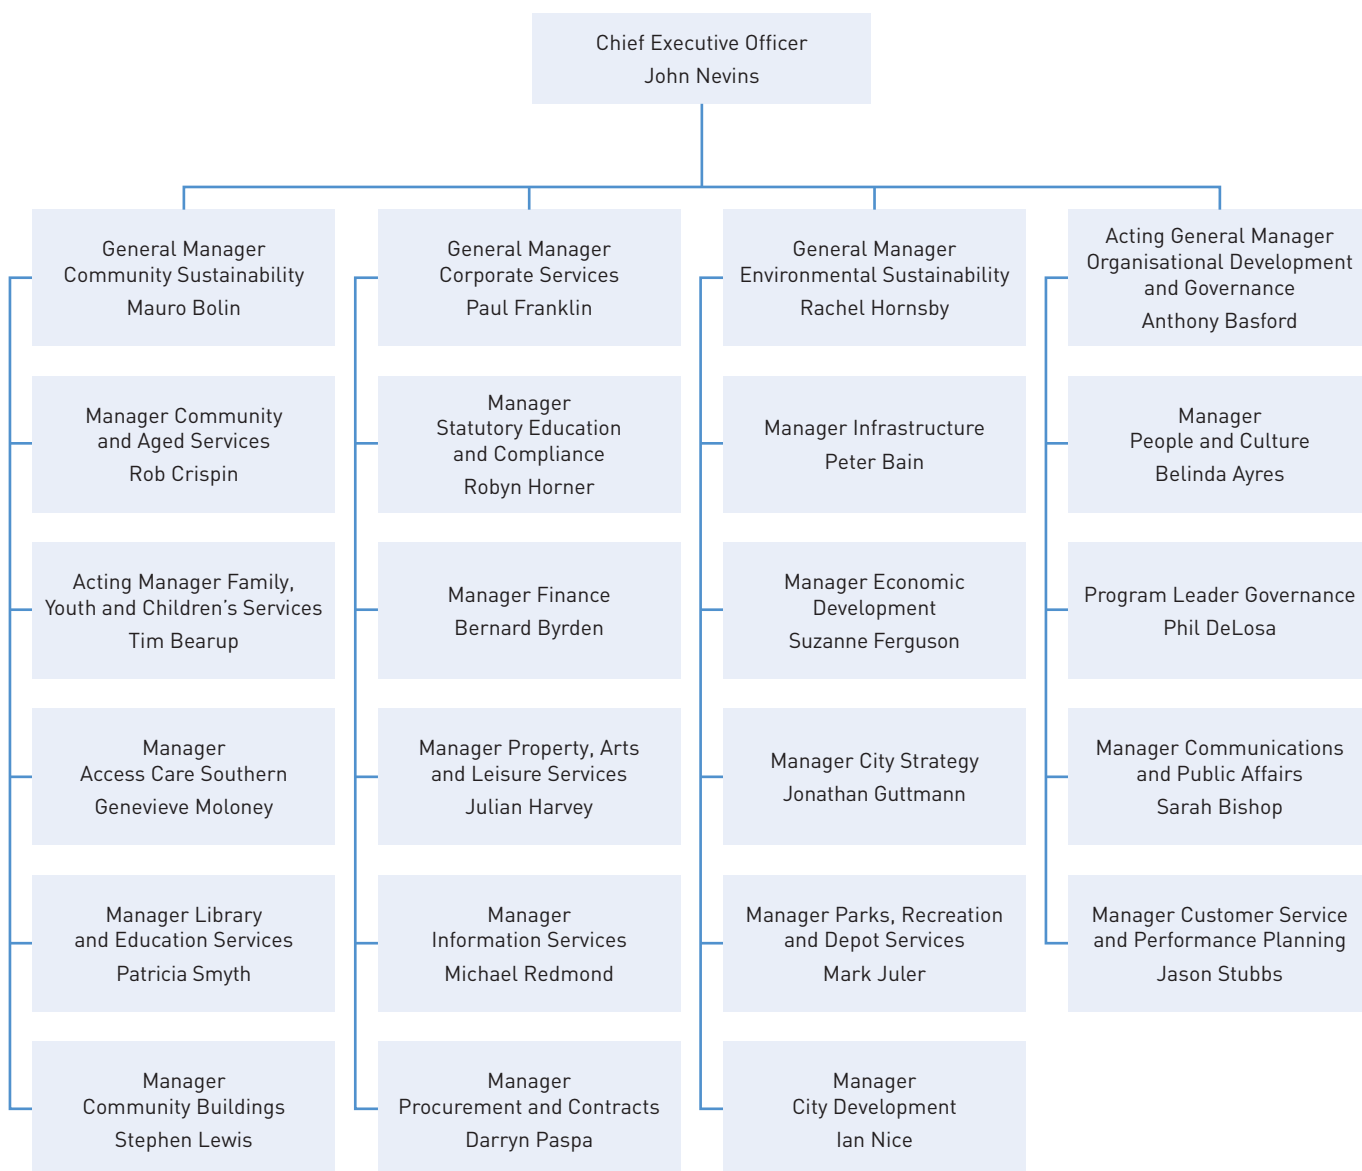 Chief Executive Officer
John Nevins
General Manager
Community Sustainability
Mauro Bolin
General Manager
Corporate Services
Paul Franklin
General Manager
Environmental Sustainability
Rachel Hornsby
Acting General Manager
Organisational Development
and Governance
Anthony Basford
Manager Community
and Aged Services
Rob Crispin
Manager
Statutory Education
and Compliance
Robyn Horner
Manager Infrastructure
Peter Bain
Manager
People and Culture
Belinda Ayres
Acting Manager Family,
Youth and Children’s Services
Tim Bearup
Manager Finance
Bernard Byrden
Manager Economic
Development
Suzanne Ferguson
Program Leader Governance
Phil DeLosa
Manager
Access Care Southern
Genevieve Moloney
Manager Property, Arts
and Leisure Services
Julian Harvey
Manager City Strategy
Jonathan Guttmann
Manager Communications
and Public Affairs
Sarah Bishop
Manager Library
and Education Services
Patricia Smyth
Manager
Information Services
Michael Redmond
Manager Parks, Recreation
and Depot Services
Mark Juler
Manager Customer Service
and Performance Planning
Jason Stubbs
Manager
Community Buildings
Stephen Lewis
Manager
Procurement and Contracts
Darryn Paspa
Manager
City Development
Ian Nice